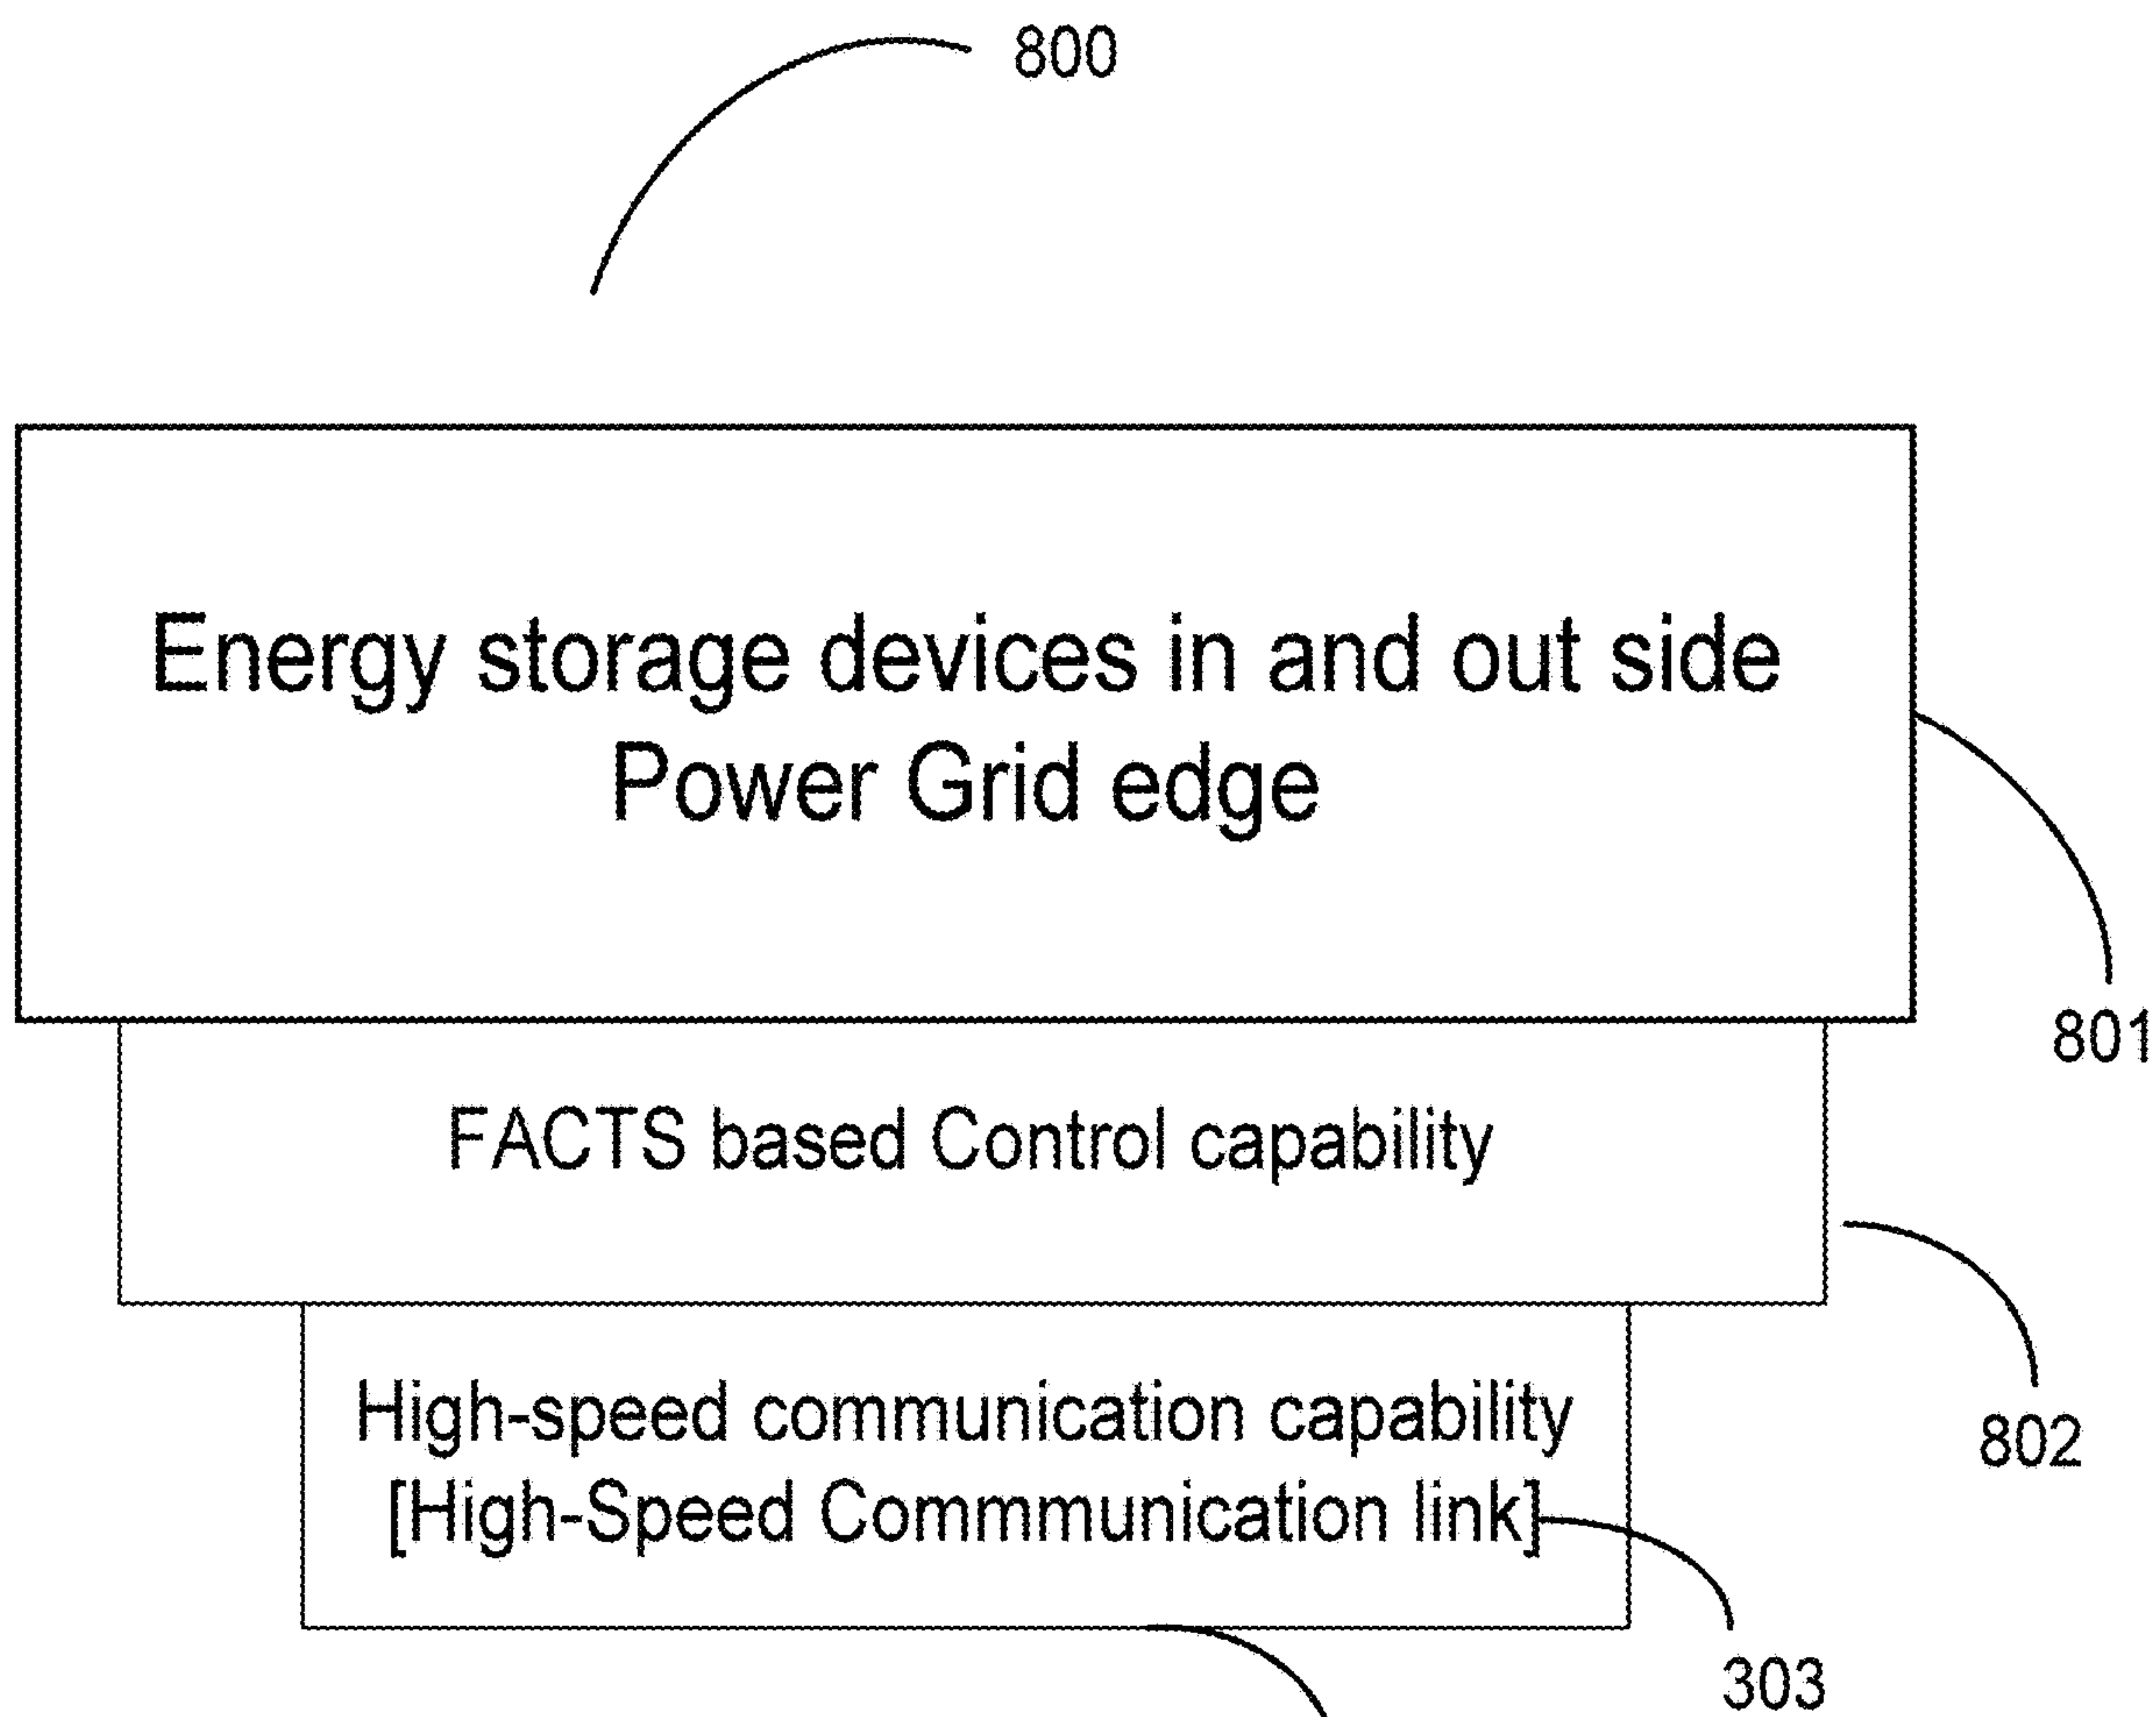 800
Energy storage devices in and out side
Power Grid edge
801
FACTS based Control capability
802
High-speed communication capability
[High-Speed Commmunication link]
303